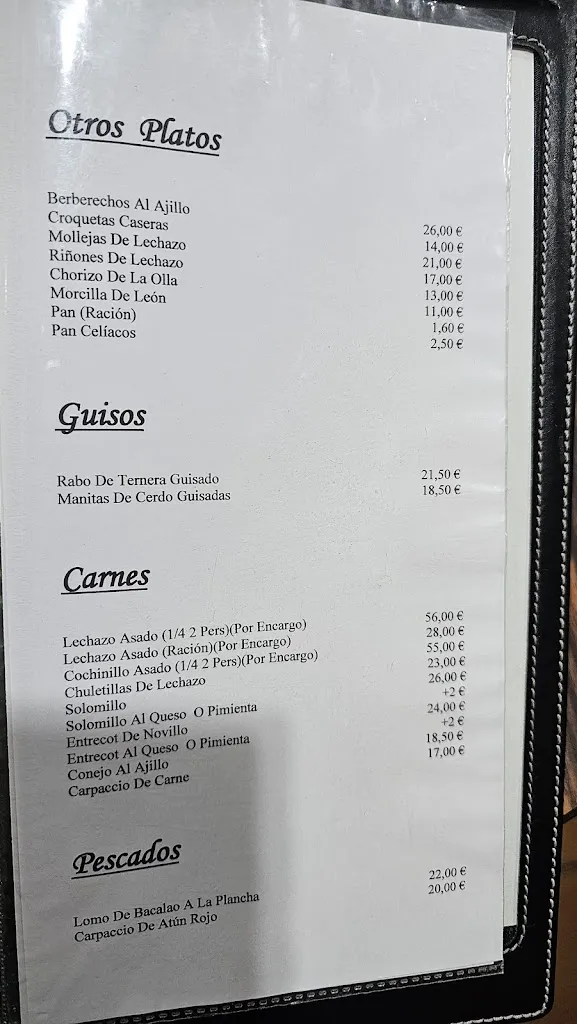 Otros Platos
Berberechos Al Ajillo 26,00 €
Croquetas Caseras 14,00 €
Mollejas De Lechazo 21,00 €
Riñones De Lechazo 17,00 €
Chorizo De La Olla 13,00 €
Morcilla De León 11,00 €
Pan (Ración) 1,60 €
Pan Celíacos 2,50 €
Guisos
Rabo De Ternera Guisado 21,50 €
Manitas De Cerdo Guisadas 18,50 €
Carnes
Lechazo Asado (1/4 2 Pers)(Por Encargo) 56,00 €
Lechazo Asado (Ración)(Por Encargo) 28,00 €
Cochinillo Asado (1/4 2 Pers)(Por Encargo) 55,00 €
Chuletillas De Lechazo 23,00 €
Solomillo 26,00 €
Solomillo Al Queso O Pimienta +2 €
Entrecot De Novillo 24,00 €
Entrecot Al Queso O Pimienta +2 €
Conejo Al Ajillo 18,50 €
Carpaccio De Carne 17,00 €
Pescados
Lomo De Bacalao A La Plancha 22,00 €
Carpaccio De Atún Rojo 20,00 €